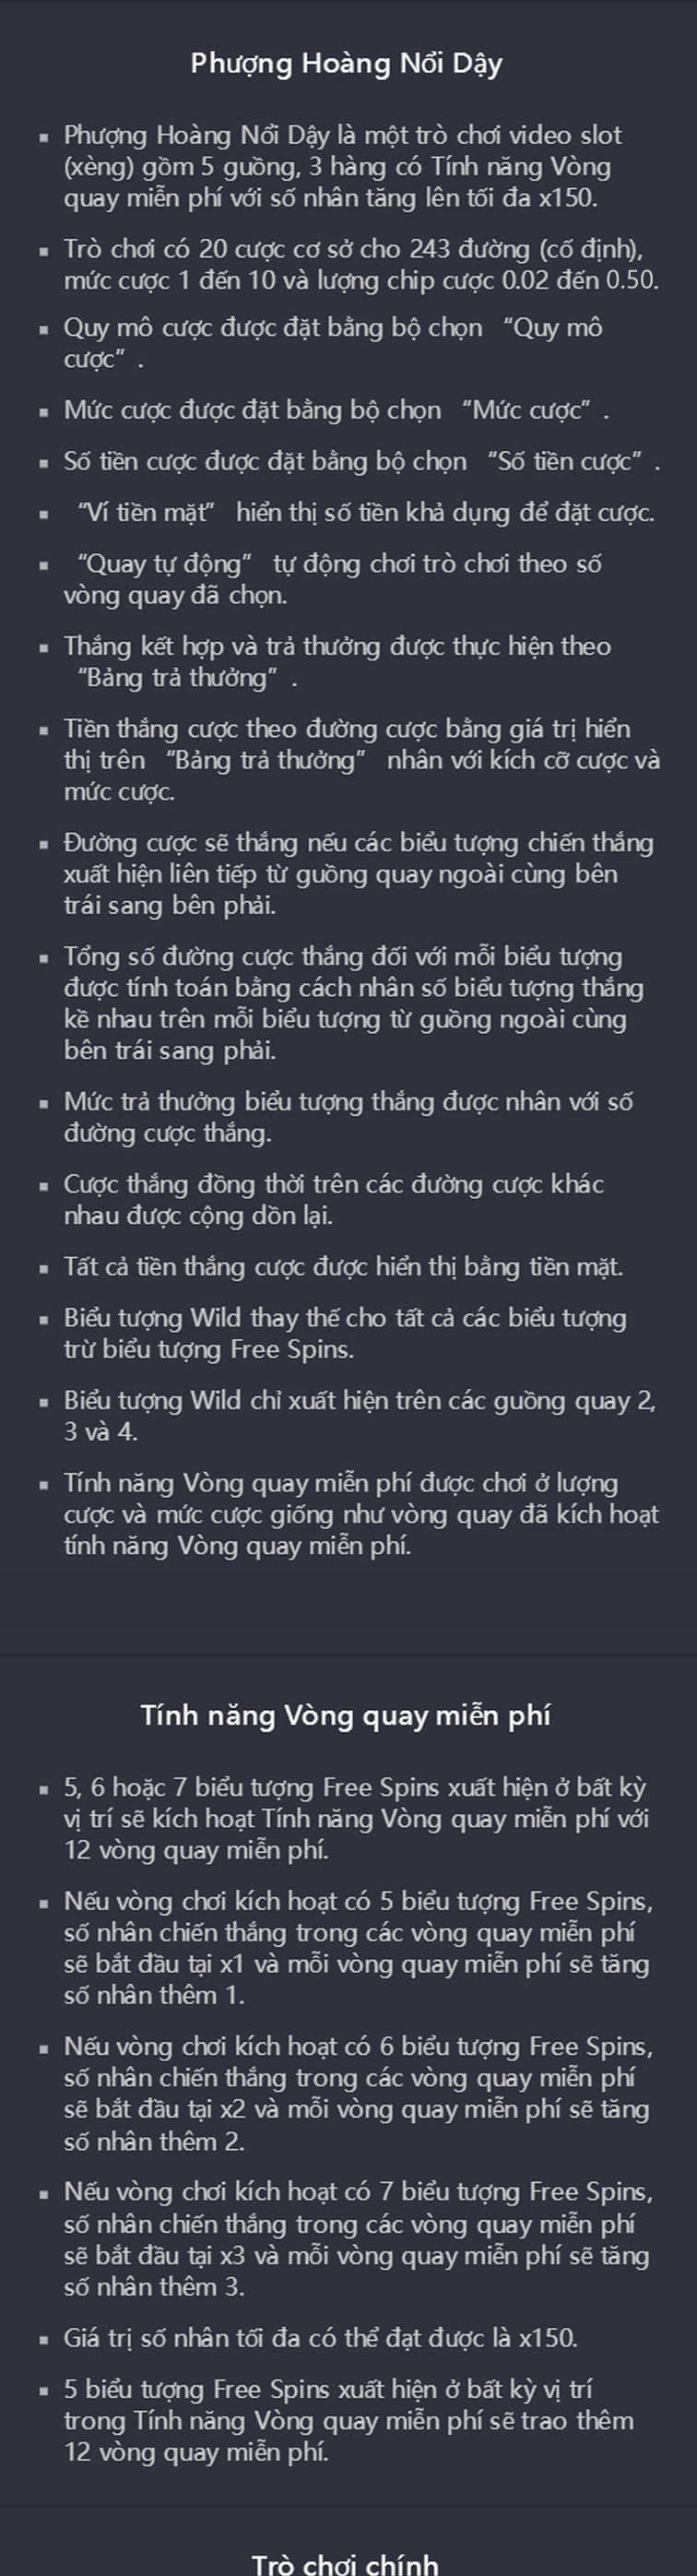 Phượng Hoàng Nổi Dậy
▪ Phượng Hoàng Nổi Dậy là một trò chơi video slot
(xèng) gồm 5 guồng, 3 hàng có Tính năng Vòng
quay miễn phí với số nhân tăng lên tối đa x150.
▪ Trò chơi có 20 cược cơ sở cho 243 đường (cố định),
mức cược 1 đến 10 và lượng chip cược 0.02 đến 0.50.
▪ Quy mô cược được đặt bằng bộ chọn “Quy mô
cược”.
▪ Mức cược được đặt bằng bộ chọn “Mức cược”.
▪ Số tiền cược được đặt bằng bộ chọn “Số tiền cược”.
▪ “Ví tiền mặt” hiển thị số tiền khả dụng để đặt cược.
▪ “Quay tự động” tự động chơi trò chơi theo số
vòng quay đã chọn.
▪ Thắng kết hợp và trả thưởng được thực hiện theo
“Bảng trả thưởng”.
▪ Tiền thắng cược theo đường cược bằng giá trị hiển
thị trên “Bảng trả thưởng” nhân với kích cỡ cược và
mức cược.
▪ Đường cược sẽ thắng nếu các biểu tượng chiến thắng
xuất hiện liên tiếp từ guồng quay ngoài cùng bên
trái sang bên phải.
▪ Tổng số đường cược thắng đối với mỗi biểu tượng
được tính toán bằng cách nhân số biểu tượng thắng
kề nhau trên mỗi biểu tượng từ guồng ngoài cùng
bên trái sang phải.
▪ Mức trả thưởng biểu tượng thắng được nhân với số
đường cược thắng.
▪ Cược thắng đồng thời trên các đường cược khác
nhau được cộng dồn lại.
▪ Tất cả tiền thắng cược được hiển thị bằng tiền mặt.
▪ Biểu tượng Wild thay thế cho tất cả các biểu tượng
trừ biểu tượng Free Spins.
▪ Biểu tượng Wild chỉ xuất hiện trên các guồng quay 2,
3 và 4.
▪ Tính năng Vòng quay miễn phí được chơi ở lượng
cược và mức cược giống như vòng quay đã kích hoạt
tính năng Vòng quay miễn phí.
Tính năng Vòng quay miễn phí
▪ 5, 6 hoặc 7 biểu tượng Free Spins xuất hiện ở bất kỳ
vị trí sẽ kích hoạt Tính năng Vòng quay miễn phí với
12 vòng quay miễn phí.
▪ Nếu vòng chơi kích hoạt có 5 biểu tượng Free Spins,
số nhân chiến thắng trong các vòng quay miễn phí
sẽ bắt đầu tại x1 và mỗi vòng quay miễn phí sẽ tăng
số nhân thêm 1.
▪ Nếu vòng chơi kích hoạt có 6 biểu tượng Free Spins,
số nhân chiến thắng trong các vòng quay miễn phí
sẽ bắt đầu tại x2 và mỗi vòng quay miễn phí sẽ tăng
số nhân thêm 2.
▪ Nếu vòng chơi kích hoạt có 7 biểu tượng Free Spins,
số nhân chiến thắng trong các vòng quay miễn phí
sẽ bắt đầu tại x3 và mỗi vòng quay miễn phí sẽ tăng
số nhân thêm 3.
▪ Giá trị số nhân tối đa có thể đạt được là x150.
▪ 5 biểu tượng Free Spins xuất hiện ở bất kỳ vị trí
trong Tính năng Vòng quay miễn phí sẽ trao thêm
12 vòng quay miễn phí.
Trò chơi chính